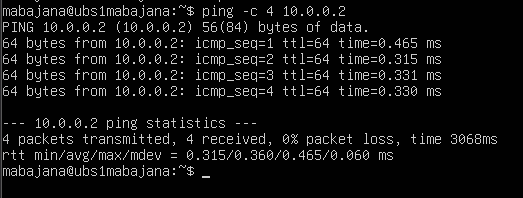 mabajana@ubs1mabajana:~$ ping -c 4 10.0.0.2
PING 10.0.0.2 (10.0.0.2) 56(84) bytes of data.
64 bytes from 10.0.0.2: icmp_seq=1 ttl=64 time=0.465 ms
64 bytes from 10.0.0.2: icmp_seq=2 ttl=64 time=0.315 ms
64 bytes from 10.0.0.2: icmp_seq=3 ttl=64 time=0.331 ms
64 bytes from 10.0.0.2: icmp_seq=4 ttl=64 time=0.330 ms
--- 10.0.0.2 ping statistics ---
4 packets transmitted, 4 received, 0% packet loss, time 3068ms
rtt min/avg/max/mdev = 0.315/0.360/0.465/0.060 ms
mabajana@ubs1mabajana:~$ _